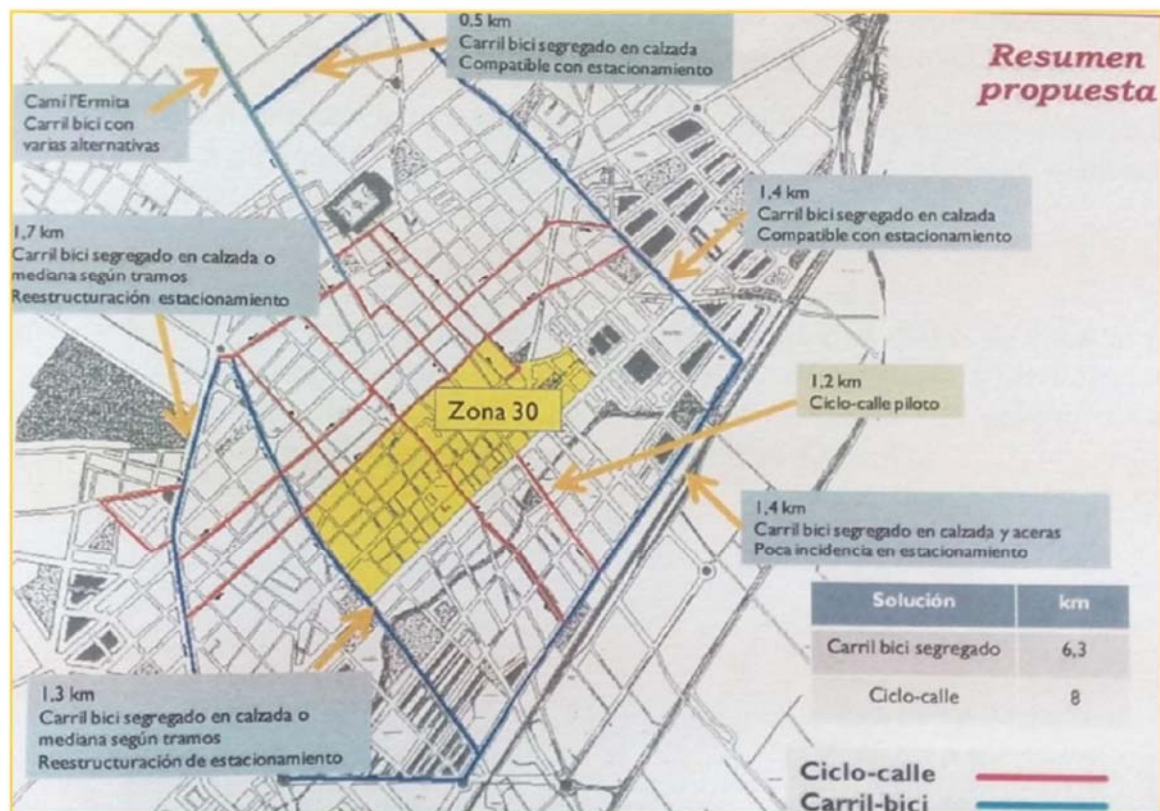 0,5 km
Carril bici segregado en calzada
Compatible con estacionamiento
Resumen
propuesta
Camí l'Ermita
Carril bici con
varias alternativas
1,4 km
Carril bici segregado en calzada
Compatible con estacionamiento
1,7 km
Carril bici segregado en calzada o
mediana según tramos
Reestructuración estacionamiento
1,2 km
Ciclo-calle piloto
Zona 30
1,4 km
Carril bici segregado en calzada y aceras
Poca incidencia en estacionamiento
Solución km
Carril bici segregado 6,3
Ciclo-calle 8
1,3 km
Carril bici segregado en calzada o
mediana según tramos
Reestructuración de estacionamiento
Ciclo-calle
Carril-bici